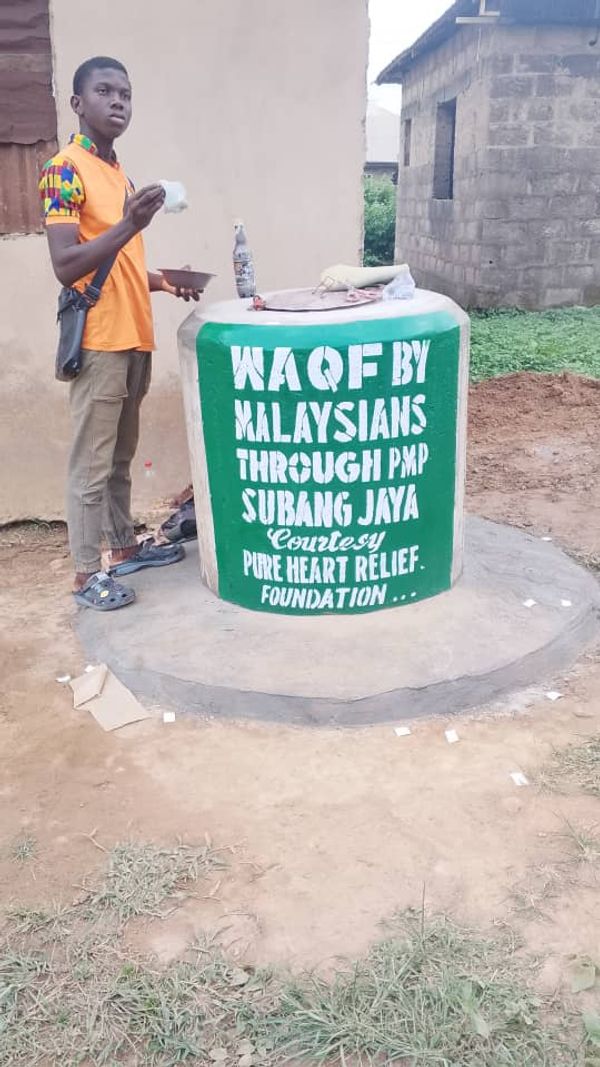 WAQF BY
MALAYSIANS
THROUGH PMP
SUBANG JAYA
Courtesy
PURE HEART RELIEF.
FOUNDATION...